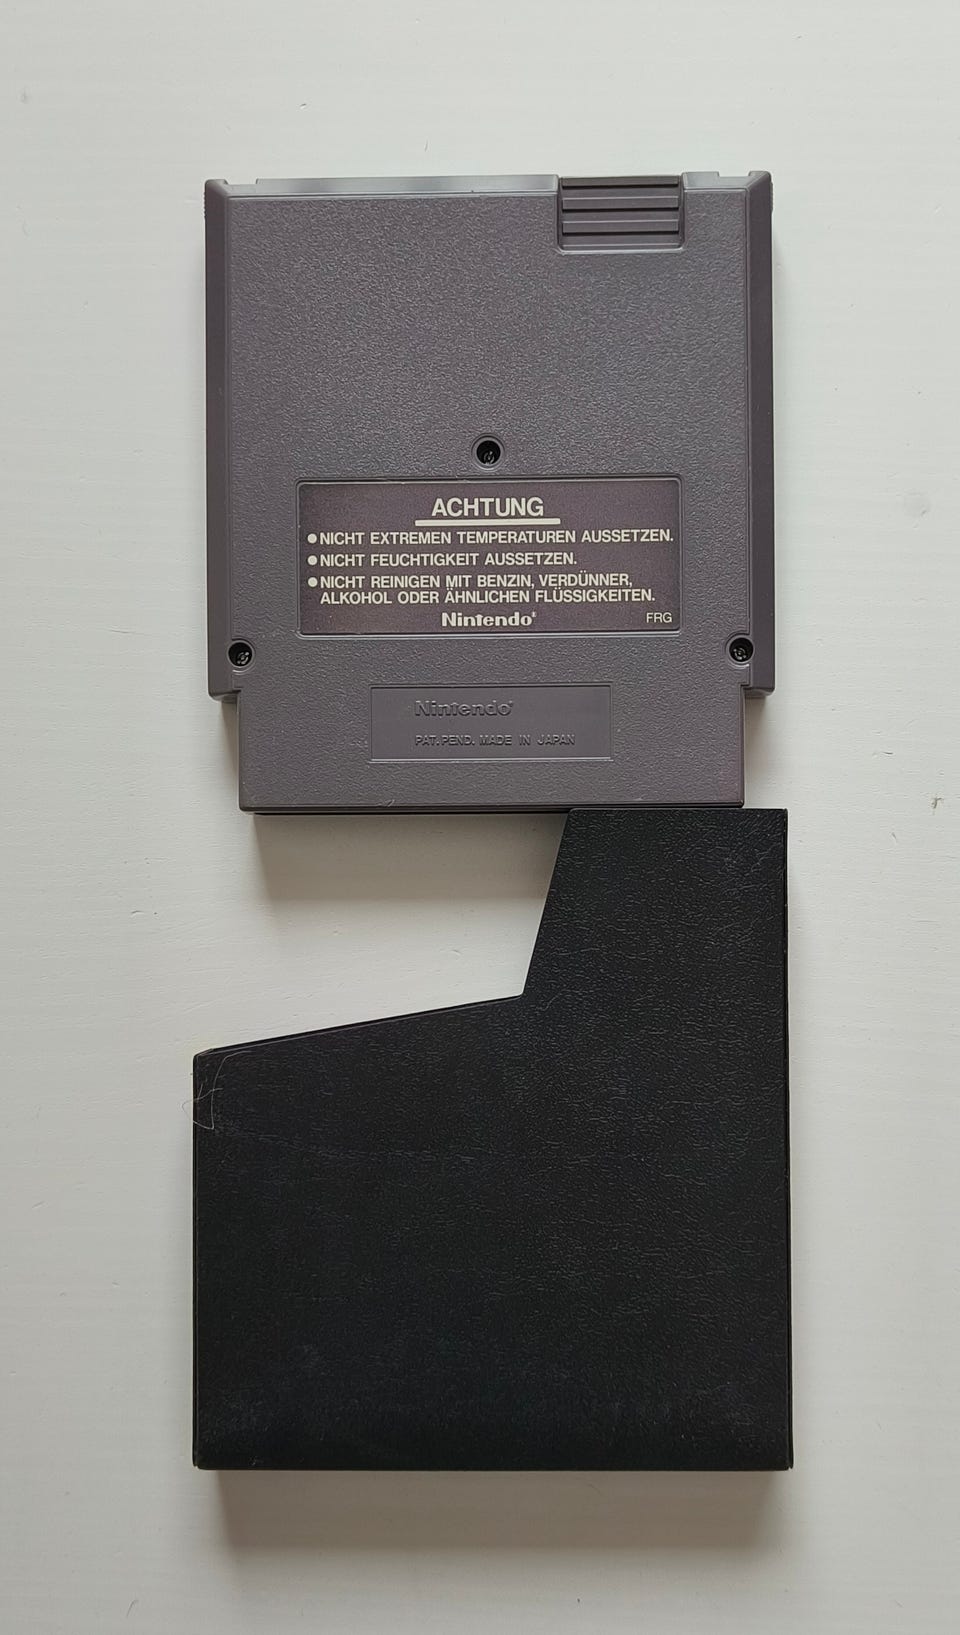 ACHTUNG
●NICHT EXTREMEN TEMPERATUREN AUSSETZEN.
●NICHT FEUCHTIGKEIT AUSSETZEN.
●NICHT REINIGEN MIT BENZIN, VERDÜNNER,
ALKOHOL ODER ÄHNLICHEN FLÜSSIGKEITEN.
Nintendo® FRG
Nintendo®
PAT. PEND. MADE IN JAPAN